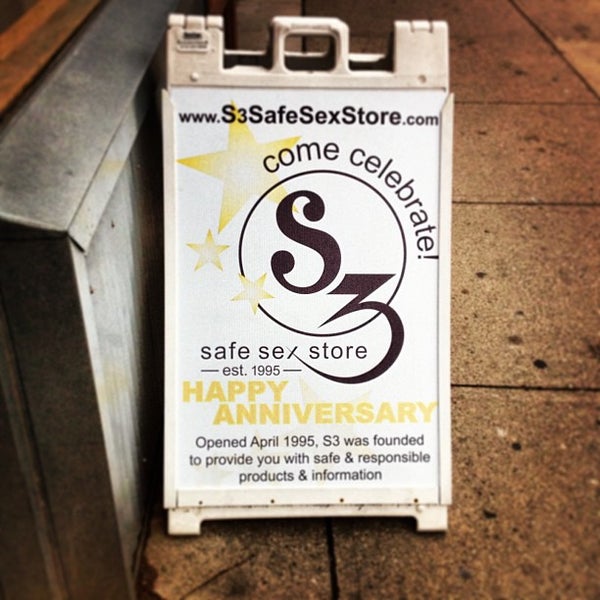 www.S3SafeSexStore.com
come celebrate!
S3
safe sex store
est. 1995
HAPPY
ANNIVERSARY
Opened April 1995, S3 was founded
to provide you with safe & responsible
products & information